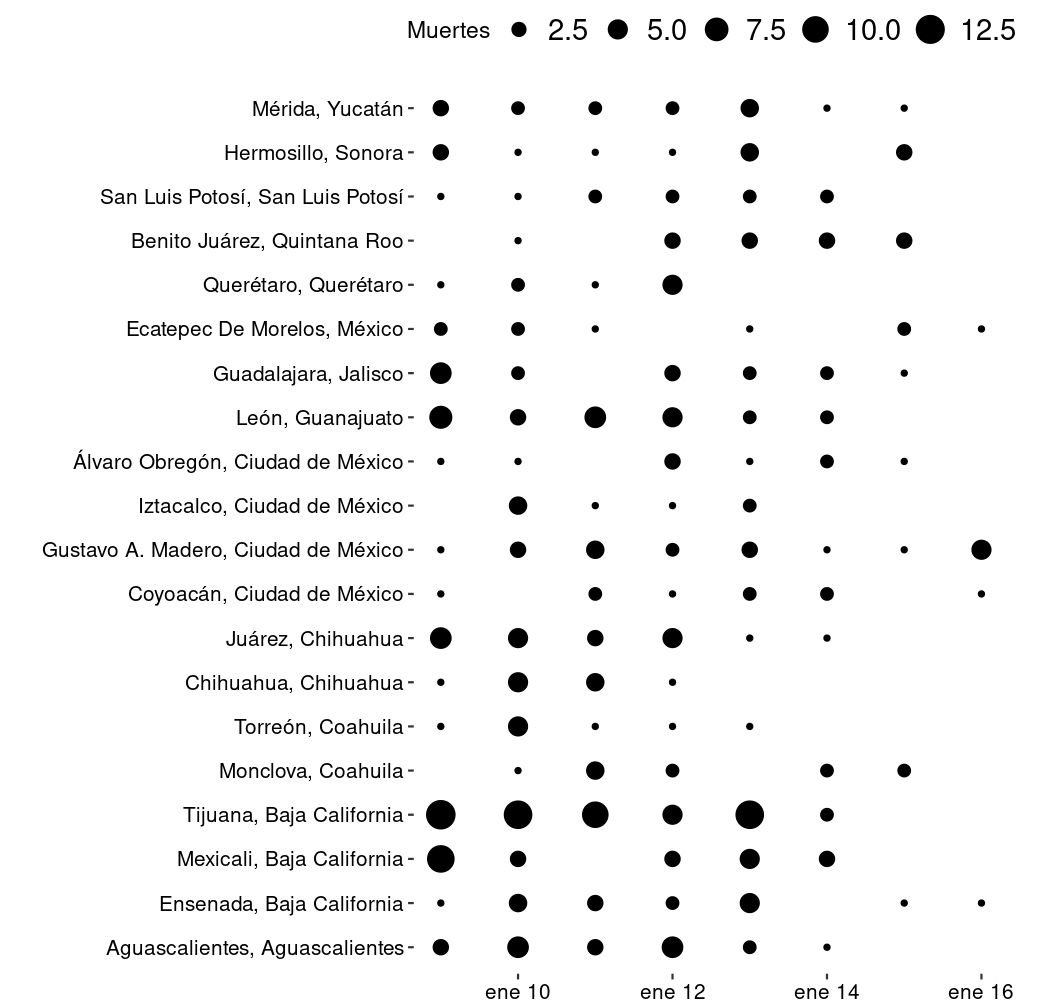 Muertes 2.5 5.0 7.5 10.0 12.5
Mérida, Yucatán
Hermosillo, Sonora
San Luis Potosí, San Luis Potosí
Benito Juárez, Quintana Roo
Querétaro, Querétaro
Ecatepec De Morelos, México
Guadalajara, Jalisco
León, Guanajuato
Álvaro Obregón, Ciudad de México
Iztacalco, Ciudad de México
Gustavo A. Madero, Ciudad de México
Coyoacán, Ciudad de México
Juárez, Chihuahua
Chihuahua, Chihuahua
Torreón, Coahuila
Monclova, Coahuila
Tijuana, Baja California
Mexicali, Baja California
Ensenada, Baja California
Aguascalientes, Aguascalientes
ene 10 ene 12 ene 14 ene 16